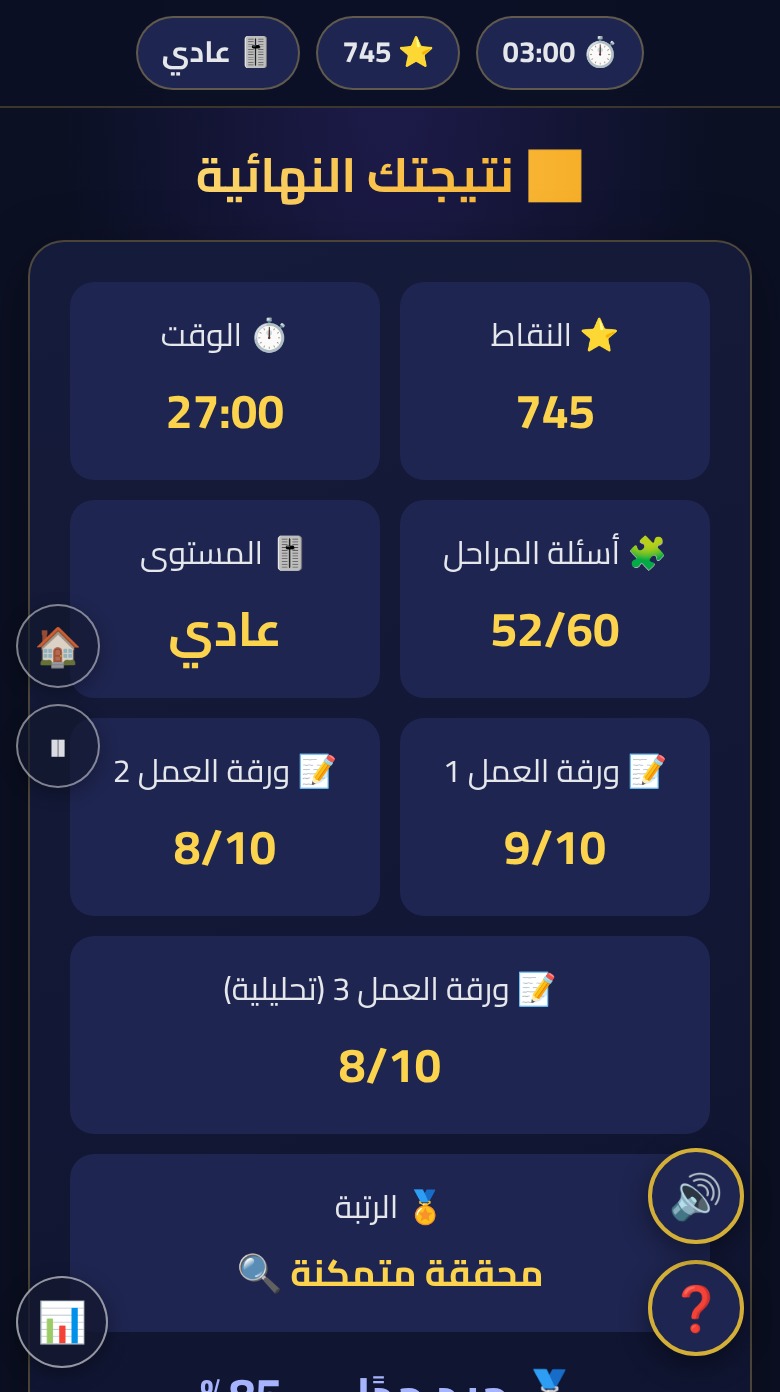 03:00
745
عادي
نتيجتك النهائية
النقاط
745
الوقت
27:00
أسئلة المراحل
52/60
المستوى
عادي
ورقة العمل 1
9/10
ورقة العمل 2
8/10
ورقة العمل 3 (تحليلية)
8/10
الرتبة
محققة متمكنة